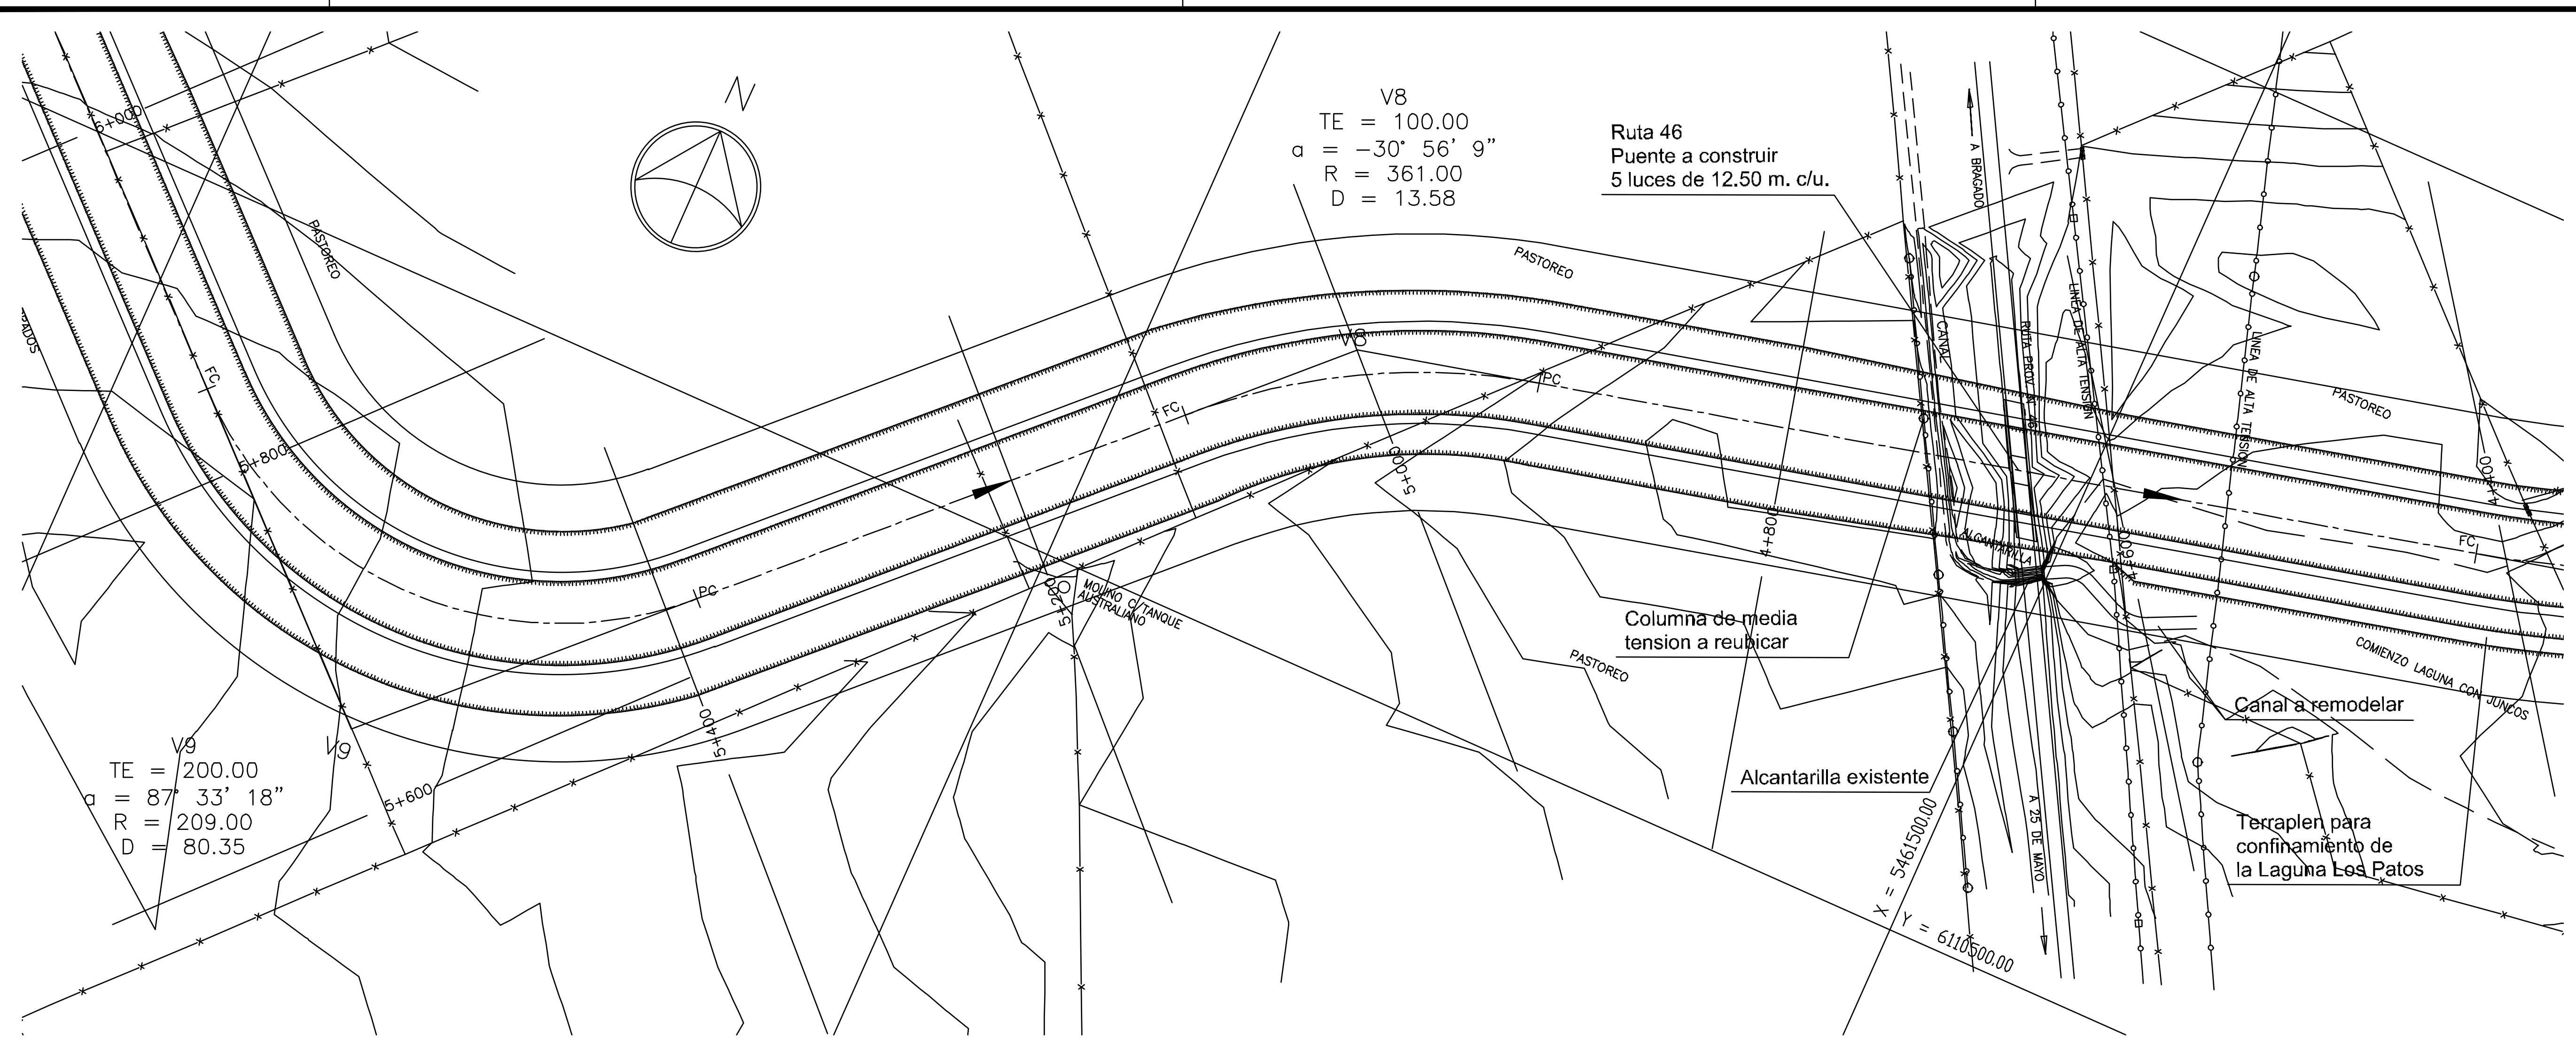 N
V8
TE = 100.00
a = -30° 56' 9"
R = 361.00
D = 13.58
Ruta 46
Puente a construir
5 luces de 12.50 m. c/u.
A BRAGADO
6+000
PASTOREO
PASTOREO
CANAL
RUTA PROV. N° 46
LINEA DE ALTA TENSION
LINEA DE ALTA TENSION
PASTOREO
V8
FC
FC
PC
5+800
5+000
4+800
4+600
4+400
FC
ALCANTARILLA
PC
5+200
MOLINO C/TANQUE
AUSTRALIANO
Columna de media
tension a reubicar
PASTOREO
COMIENZO LAGUNA CON JUNCOS
Canal a remodelar
5+400
V9
V9
TE = 200.00
a = 87° 33' 18"
R = 209.00
D = 80.35
5+600
Alcantarilla existente
A 25 DE MAYO
Terraplen para
confinamiento de
la Laguna Los Patos
X = 5461500.00
Y = 6110500.00